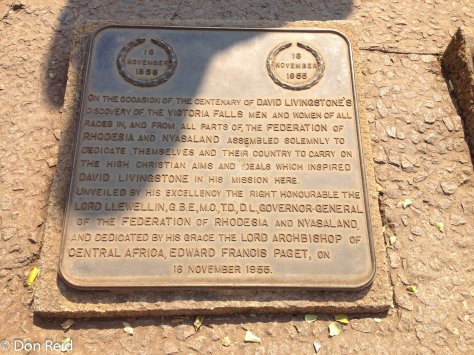 16 NOVEMBER 1855
16 NOVEMBER 1955
ON THE OCCASION OF THE CENTENARY OF DAVID LIVINGSTONE'S
DISCOVERY OF THE VICTORIA FALLS MEN AND WOMEN OF ALL
RACES IN, AND FROM ALL PARTS OF, THE FEDERATION OF
RHODESIA AND NYASALAND ASSEMBLED SOLEMNLY TO
DEDICATE THEMSELVES AND THEIR COUNTRY TO CARRY ON
THE HIGH CHRISTIAN AIMS AND IDEALS WHICH INSPIRED
DAVID LIVINGSTONE IN HIS MISSION HERE.
UNVEILED BY HIS EXCELLENCY THE RIGHT HONOURABLE THE
LORD LLEWELLIN, G.B.E., M.C., T.D., D.L., GOVERNOR-GENERAL
OF THE FEDERATION OF RHODESIA AND NYASALAND,
AND DEDICATED BY HIS GRACE THE LORD ARCHBISHOP OF
CENTRAL AFRICA, EDWARD FRANCIS PAGET, ON
16 NOVEMBER 1955.
© Don Reid